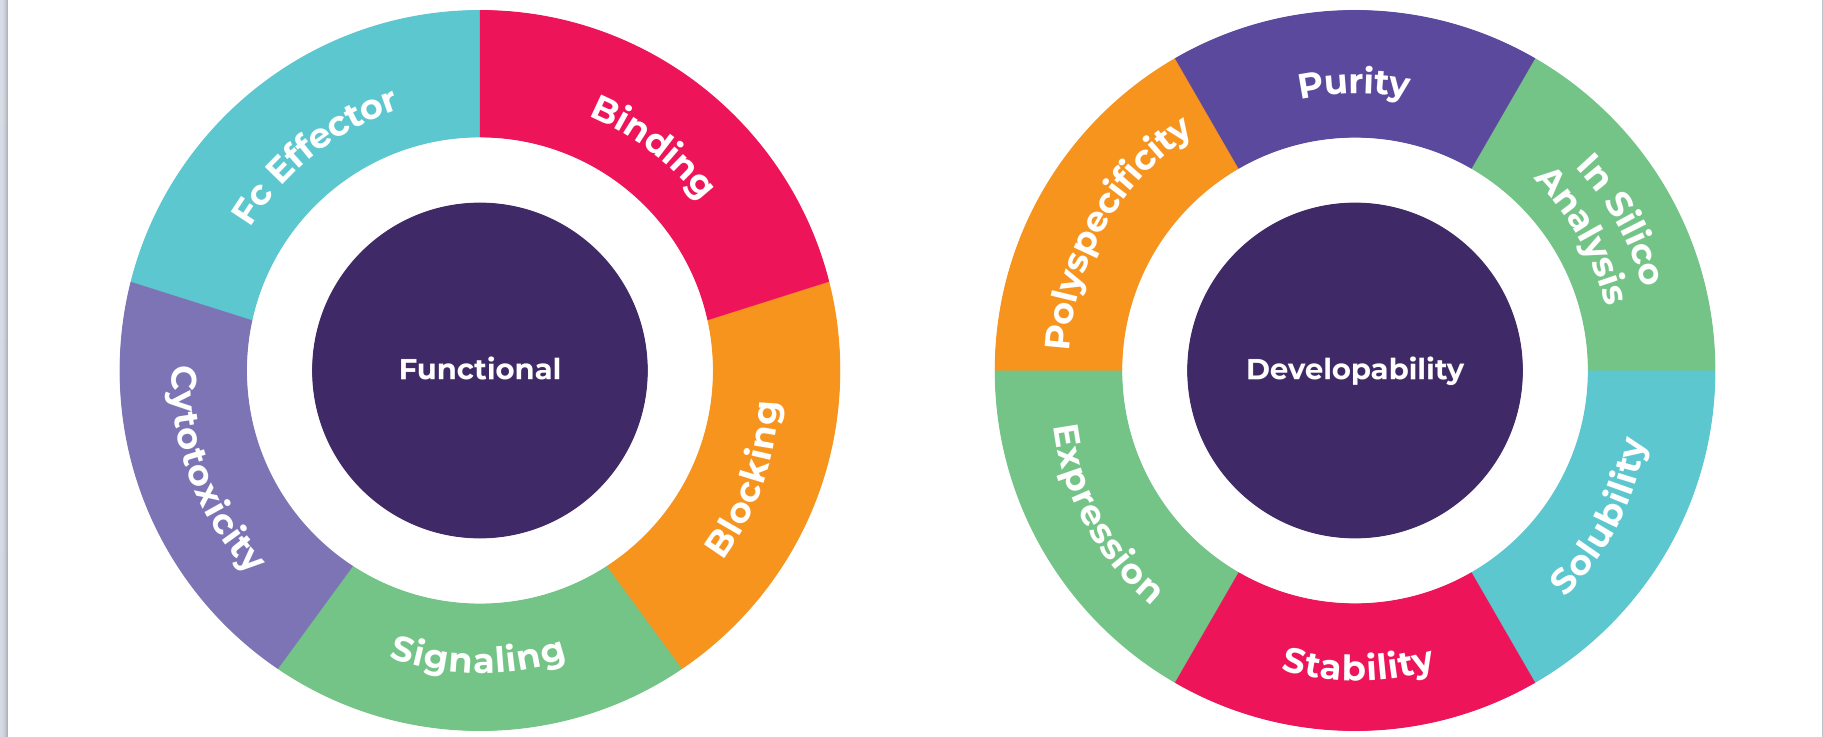 Functional
Binding
Blocking
Signaling
Cytotoxicity
Fc Effector
Developability
Purity
In Silico
Analysis
Solubility
Stability
Expression
Polyspecificity